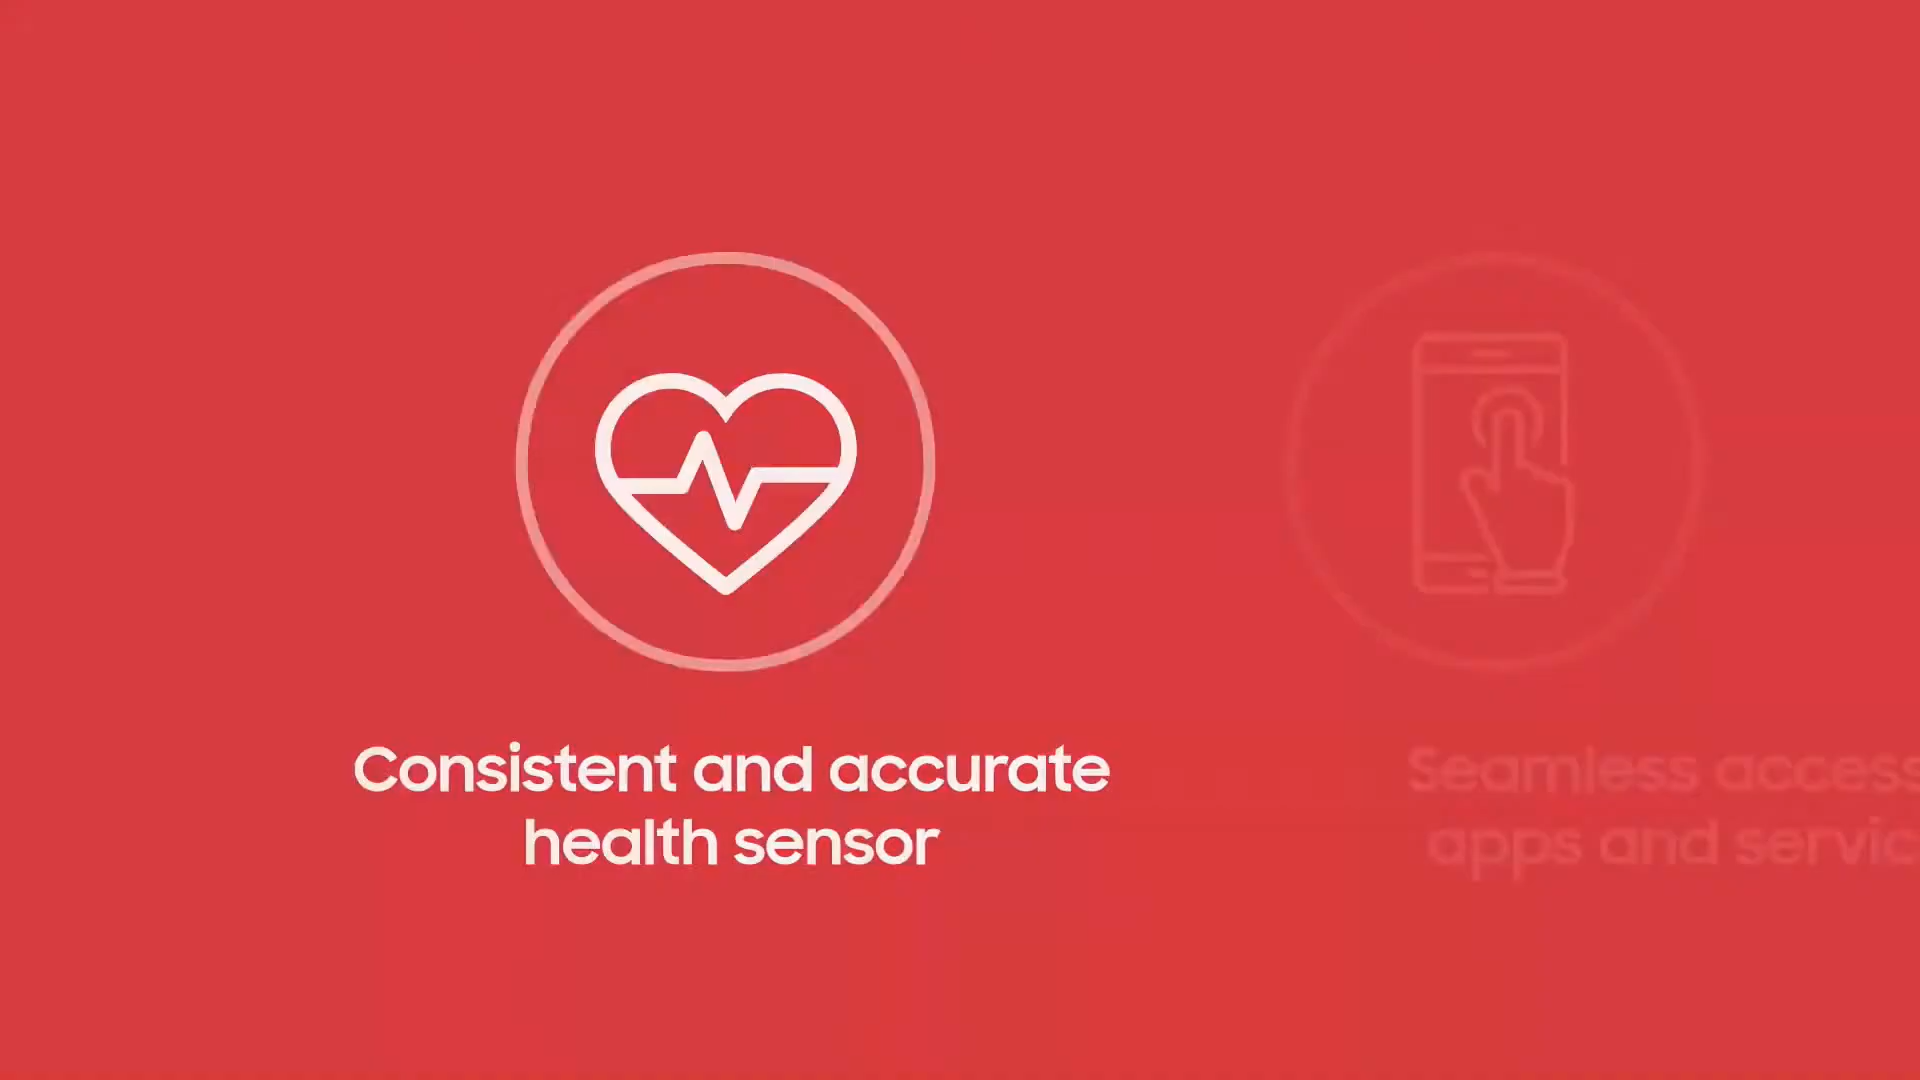 Consistent and accurate
health sensor
Seamless access
apps and servic